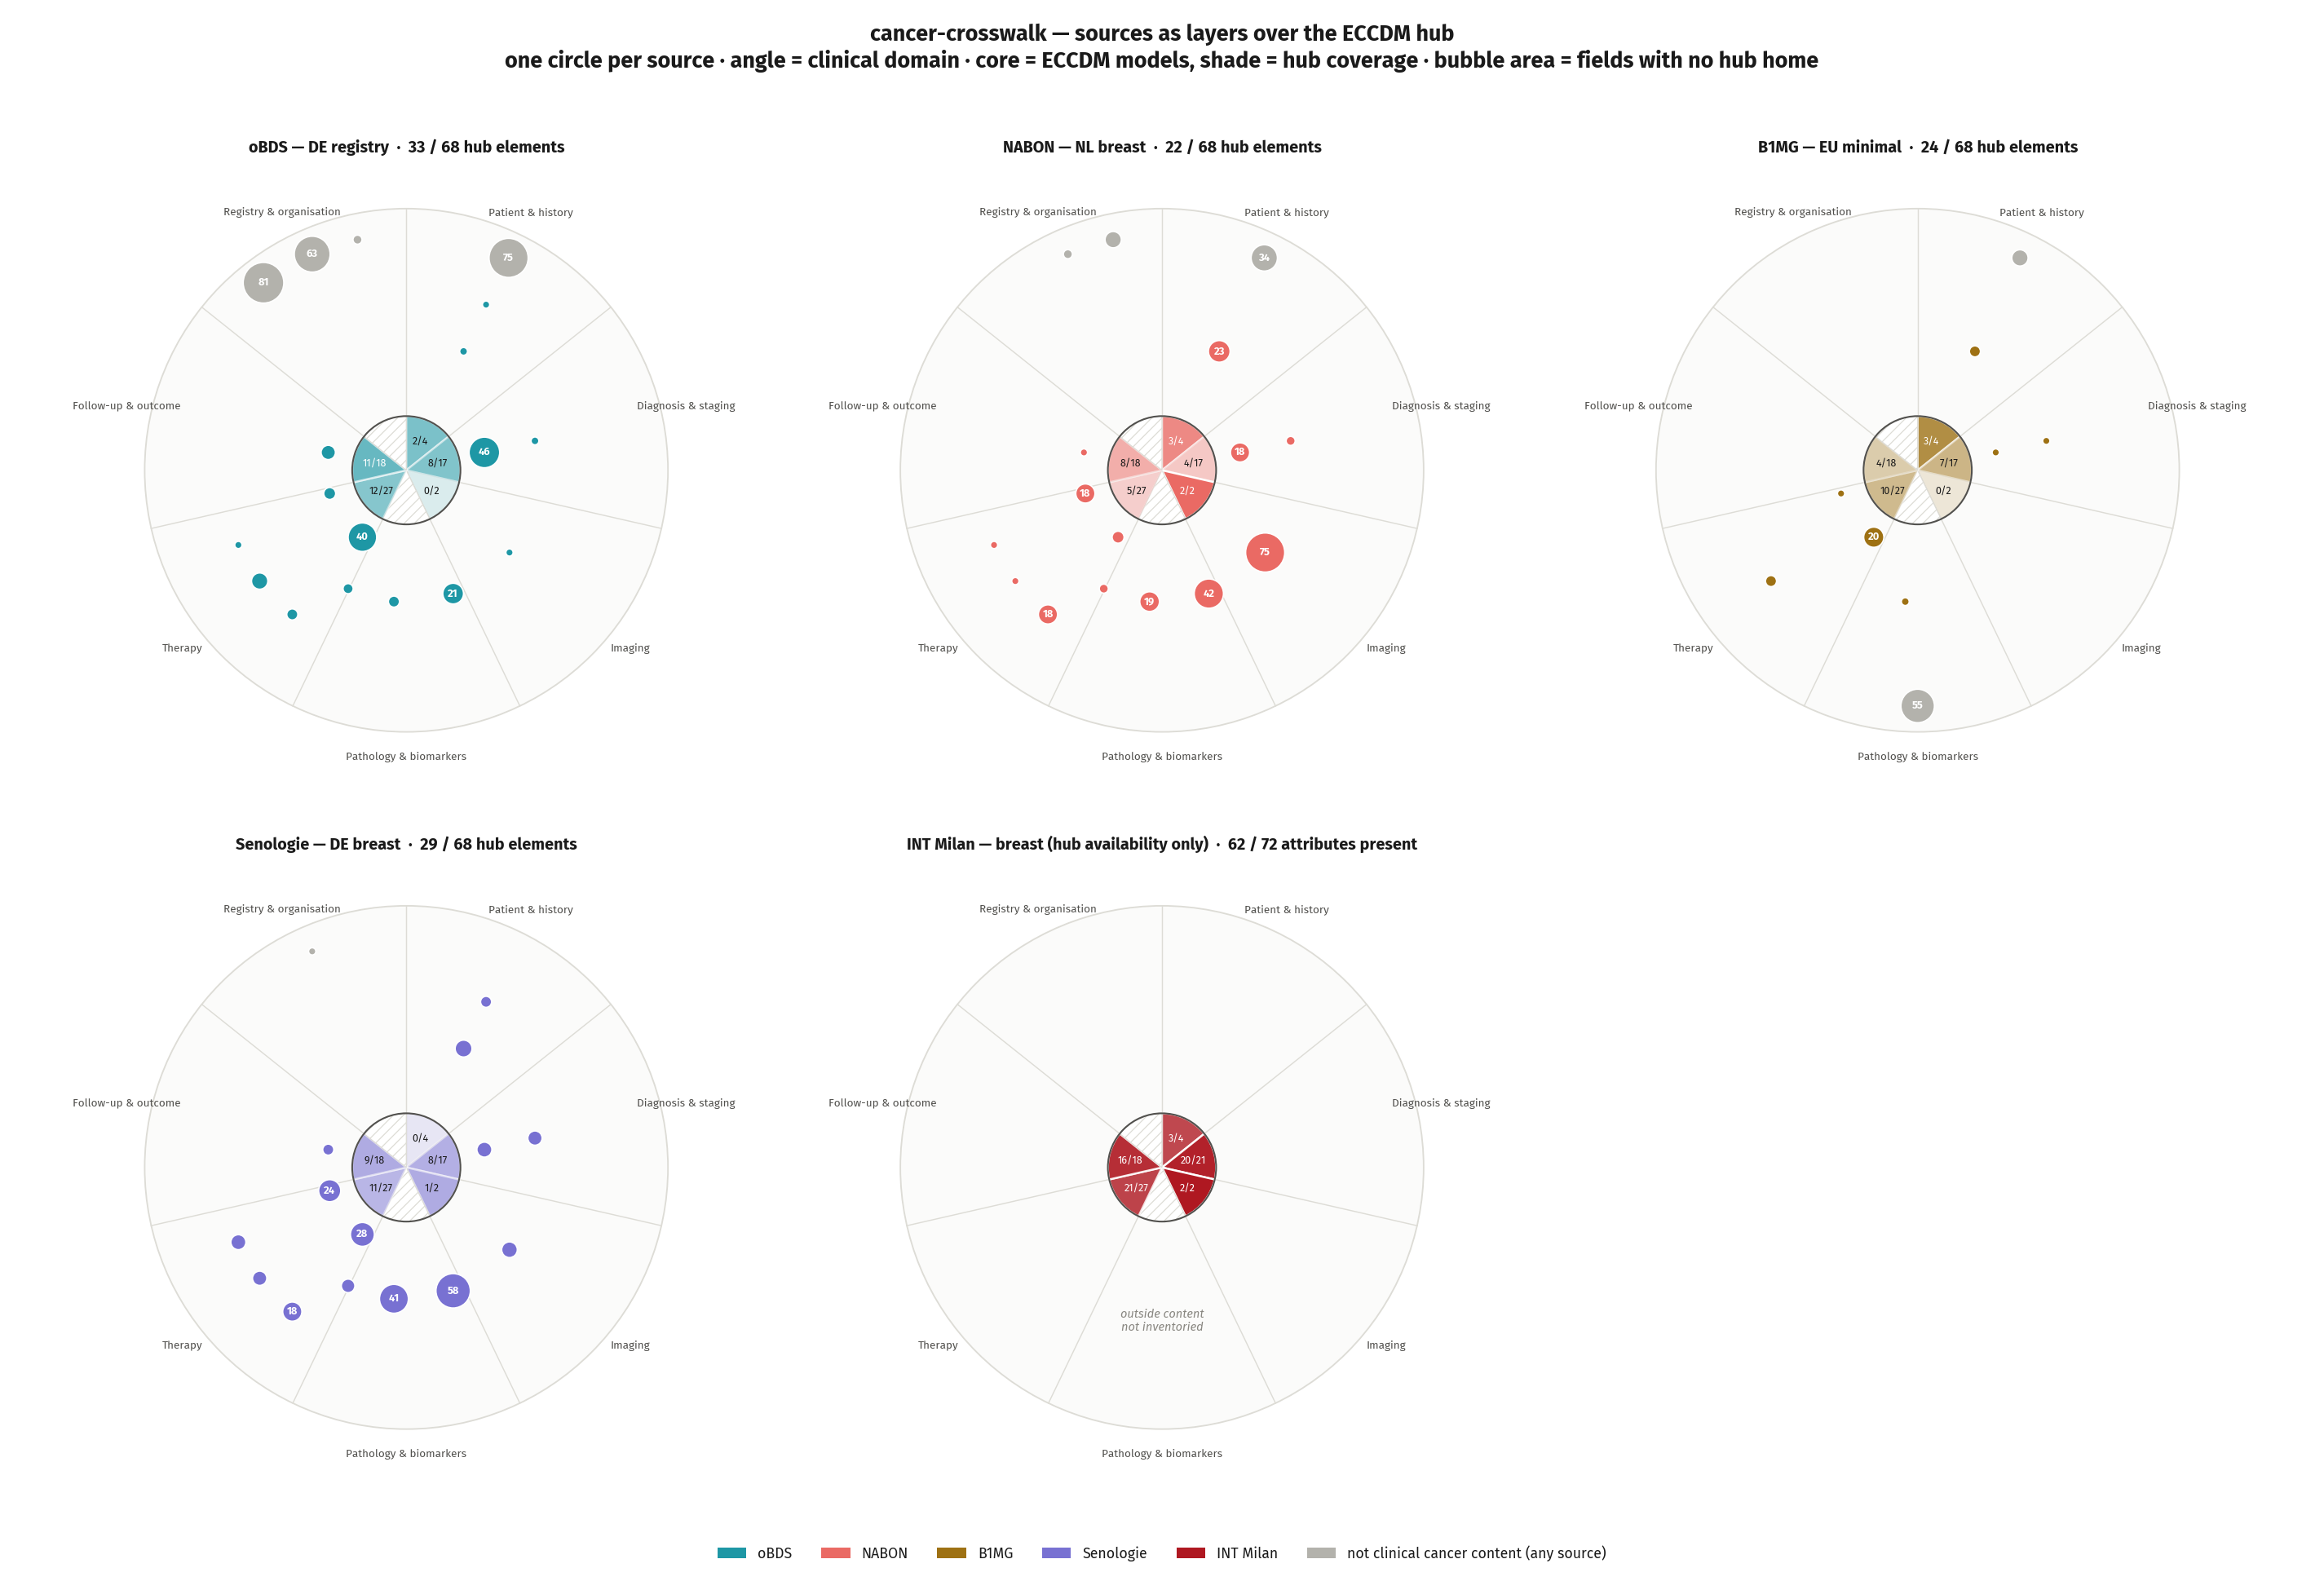 cancer-crosswalk — sources as layers over the ECCDM hub
one circle per source · angle = clinical domain · core = ECCDM models, shade = hub coverage · bubble area = fields with no hub home
oBDS — DE registry · 33 / 68 hub elements
Registry & organisation
Patient & history
63
75
81
Follow-up & outcome
Diagnosis & staging
2/4
46
11/18
8/17
12/27
0/2
40
21
Therapy
Imaging
Pathology & biomarkers
NABON — NL breast · 22 / 68 hub elements
Registry & organisation
Patient & history
34
23
Follow-up & outcome
Diagnosis & staging
3/4
18
8/18
4/17
5/27
2/2
18
75
42
19
18
Therapy
Imaging
Pathology & biomarkers
B1MG — EU minimal · 24 / 68 hub elements
Registry & organisation
Patient & history
Follow-up & outcome
Diagnosis & staging
3/4
4/18
7/17
10/27
0/2
20
Therapy
Imaging
55
Pathology & biomarkers
Senologie — DE breast · 29 / 68 hub elements
Registry & organisation
Patient & history
Follow-up & outcome
Diagnosis & staging
0/4
9/18
8/17
11/27
1/2
24
28
58
41
18
Therapy
Imaging
Pathology & biomarkers
INT Milan — breast (hub availability only) · 62 / 72 attributes present
Registry & organisation
Patient & history
Follow-up & outcome
Diagnosis & staging
3/4
16/18
20/21
21/27
2/2
outside content
not inventoried
Therapy
Imaging
Pathology & biomarkers
oBDS
NABON
B1MG
Senologie
INT Milan
not clinical cancer content (any source)